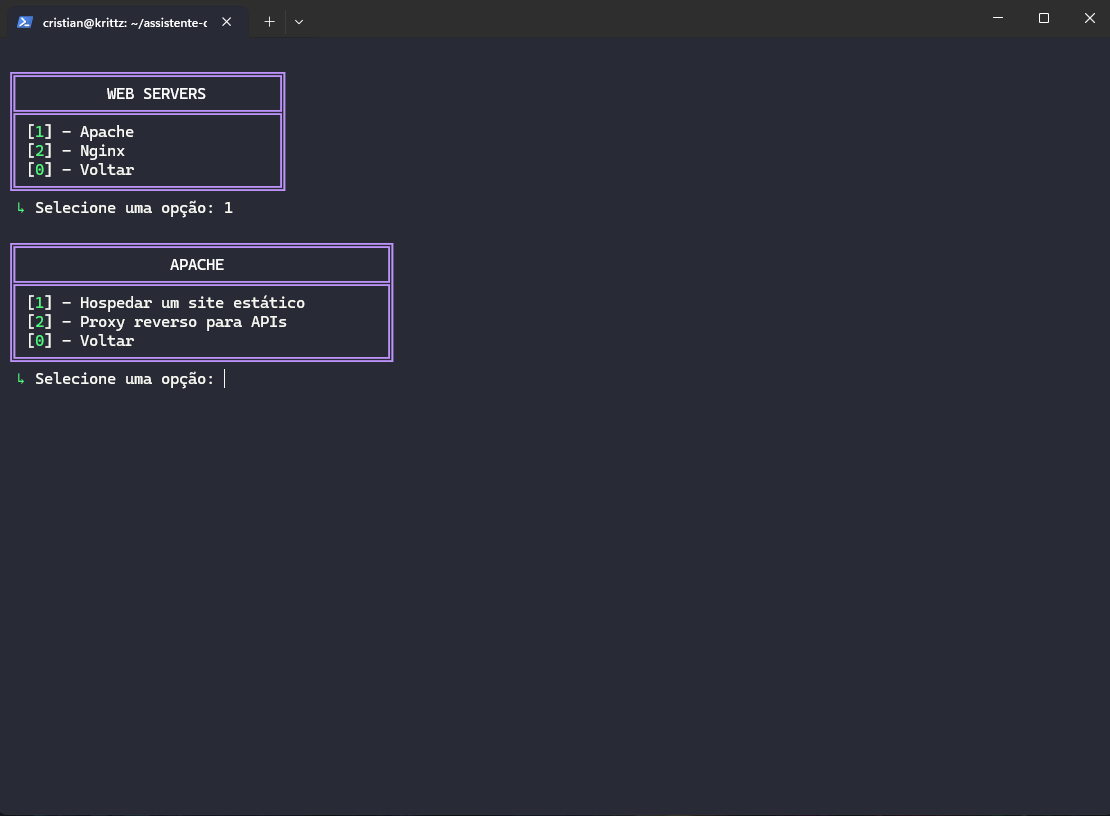 cristian@krittz: ~/assistente-c
WEB SERVERS
[1] - Apache
[2] - Nginx
[0] - Voltar
↳ Selecione uma opção: 1
APACHE
[1] - Hospedar um site estático
[2] - Proxy reverso para APIs
[0] - Voltar
↳ Selecione uma opção: